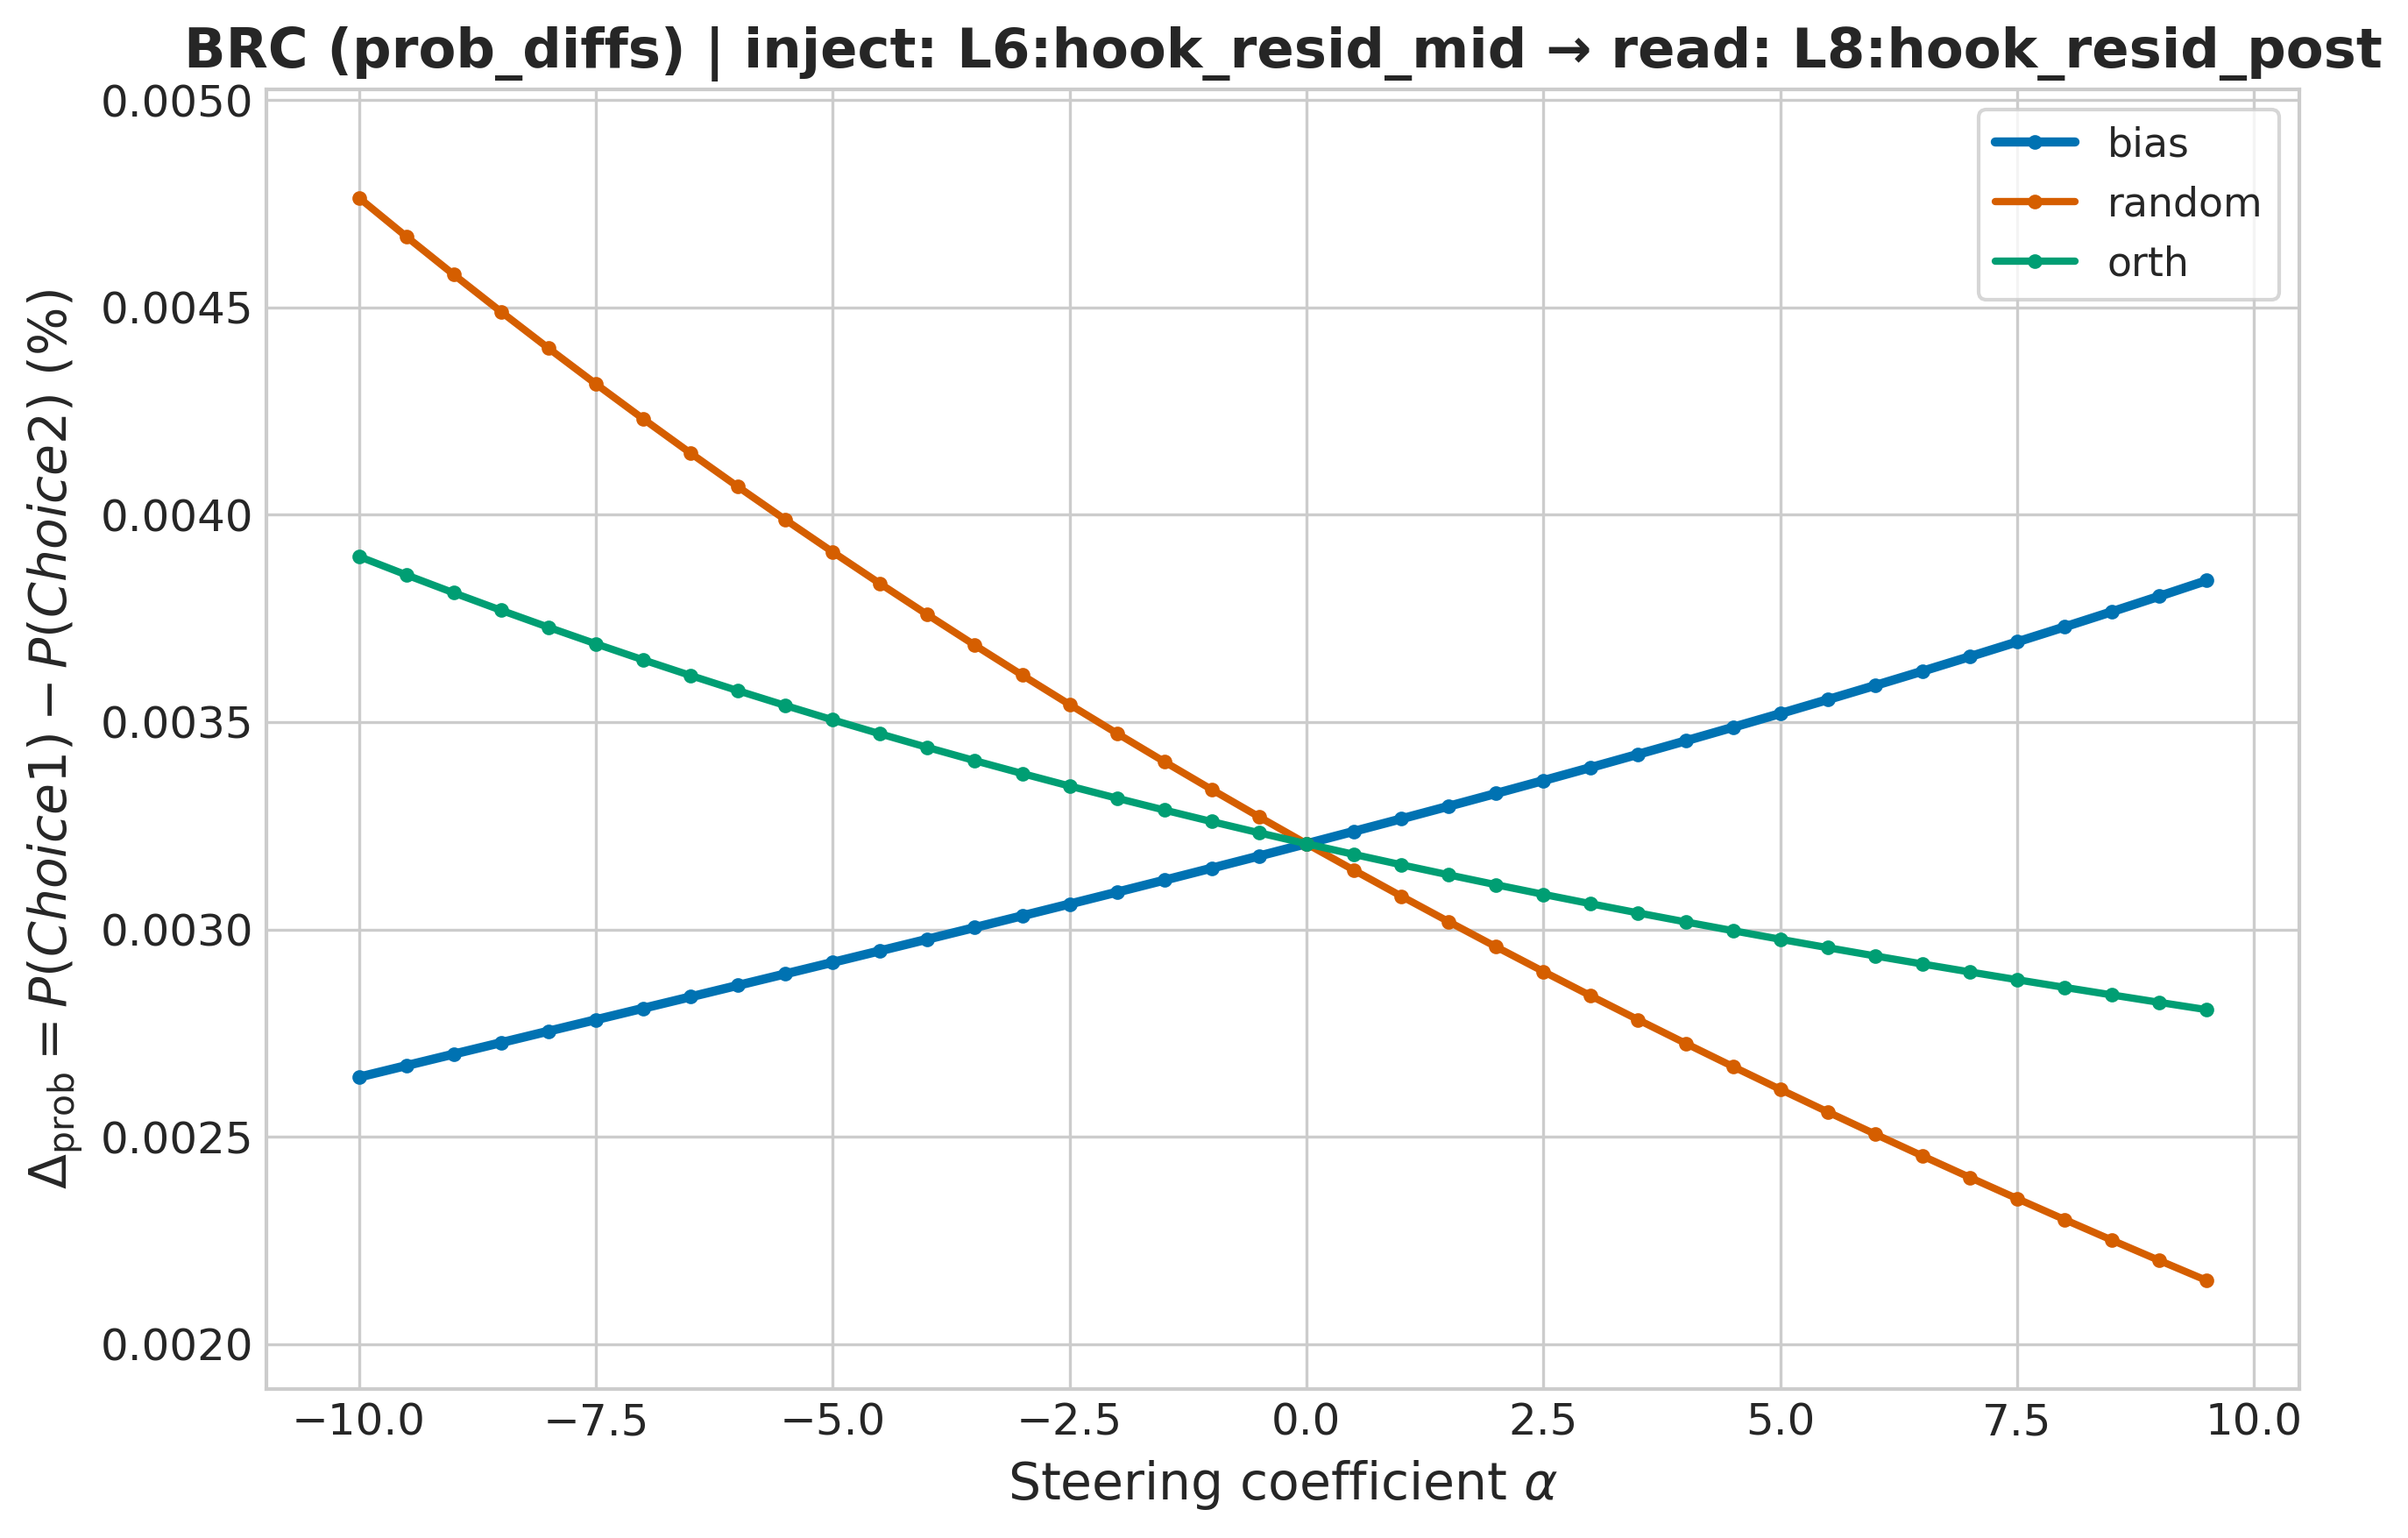 BRC (prob_diffs) | inject: L6:hook_resid_mid → read: L8:hook_resid_post
Δprob = P(Choice1) − P(Choice2) (%)
0.0050
0.0045
0.0040
0.0035
0.0030
0.0025
0.0020
bias
random
orth
−10.0 −7.5 −5.0 −2.5 0.0 2.5 5.0 7.5 10.0
Steering coefficient α